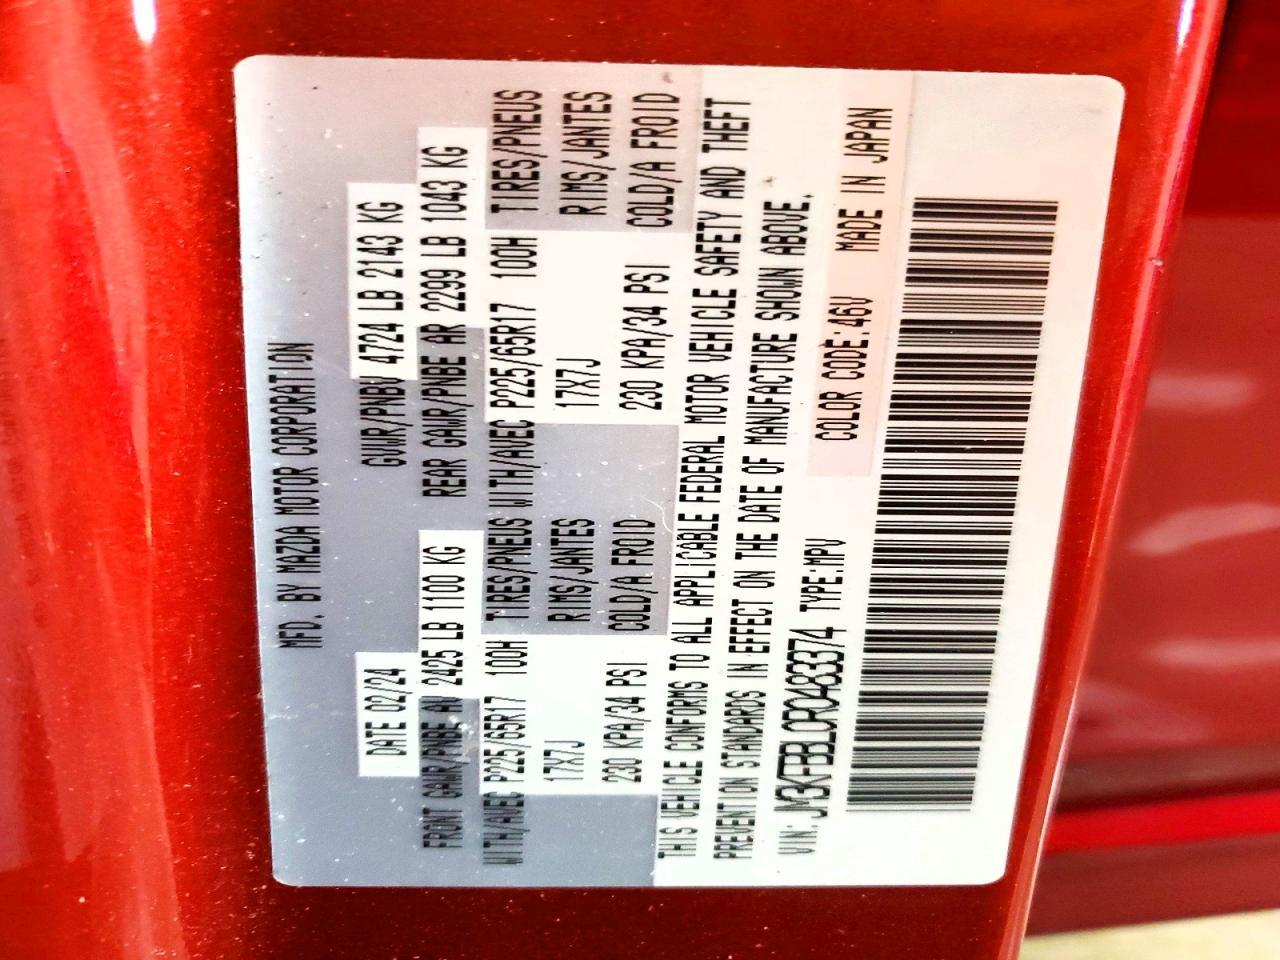 MFD. BY MAZDA MOTOR CORPORATION
DATE 02/24 GVWR/PNBV 4724 LB 2143 KG
FRONT GAWR/PNBE AV 2425 LB 1100 KG REAR GAWR/PNBE AR 2299 LB 1043 KG
WITH/AVEC P225/65R17 100H TIRES/PNEUS WITH/AVEC P225/65R17 100H TIRES/PNEUS
17X7J RIMS/JANTES 17X7J RIMS/JANTES
230 KPA/34 PSI COLD/A FROID 230 KPA/34 PSI COLD/A FROID
THIS VEHICLE CONFORMS TO ALL APPLICABLE FEDERAL MOTOR VEHICLE SAFETY AND THEFT
PREVENTION STANDARDS IN EFFECT ON THE DATE OF MANUFACTURE SHOWN ABOVE.
VIN: JM3KFBBL0R0483374 TYPE:MPV COLOR CODE:46V MADE IN JAPAN